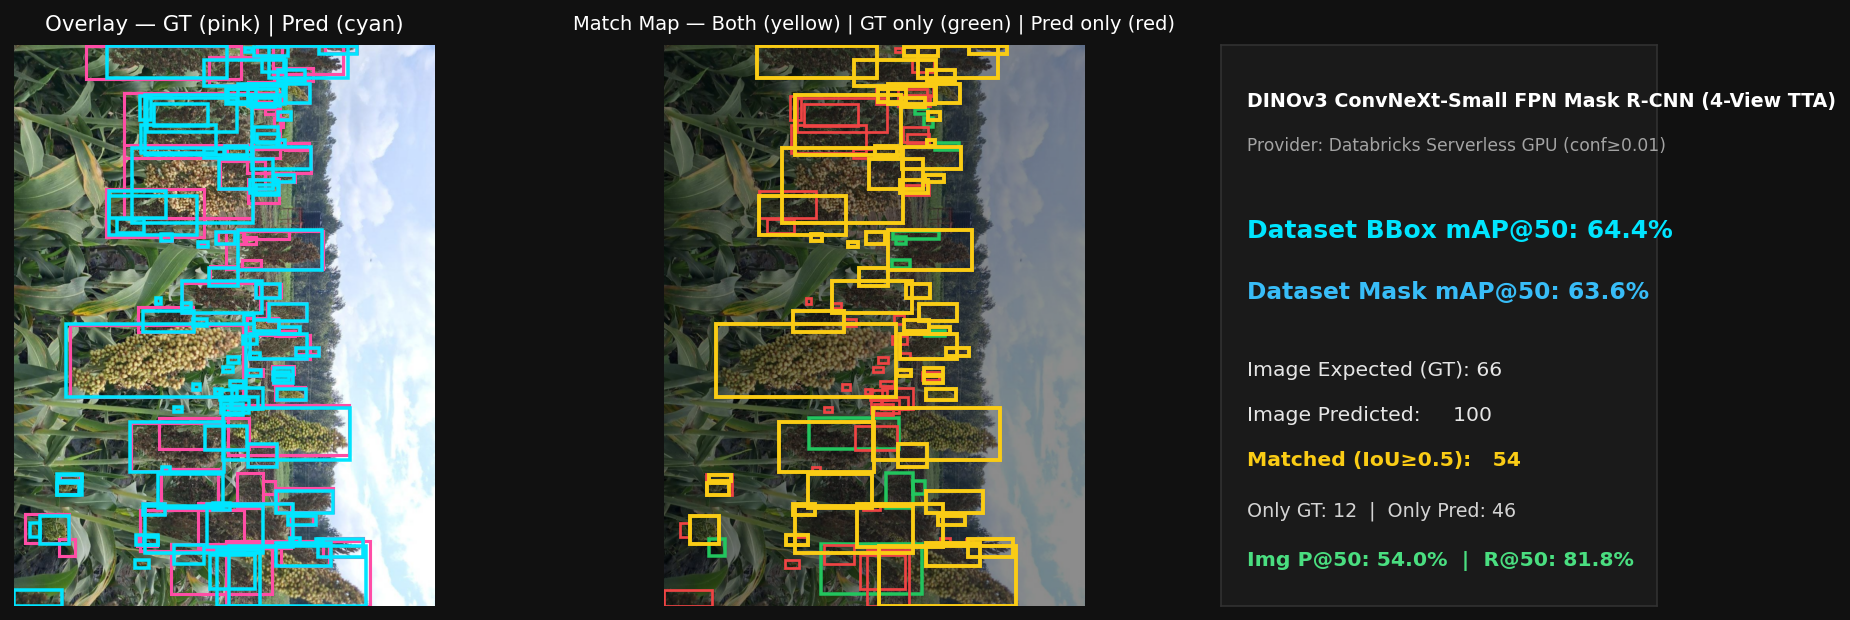 Overlay — GT (pink) | Pred (cyan)
Match Map — Both (yellow) | GT only (green) | Pred only (red)
DINOv3 ConvNeXt-Small FPN Mask R-CNN (4-View TTA)
Provider: Databricks Serverless GPU (conf≥0.01)
Dataset BBox mAP@50: 64.4%
Dataset Mask mAP@50: 63.6%
Image Expected (GT): 66
Image Predicted: 100
Matched (IoU≥0.5): 54
Only GT: 12 | Only Pred: 46
Img P@50: 54.0% | R@50: 81.8%